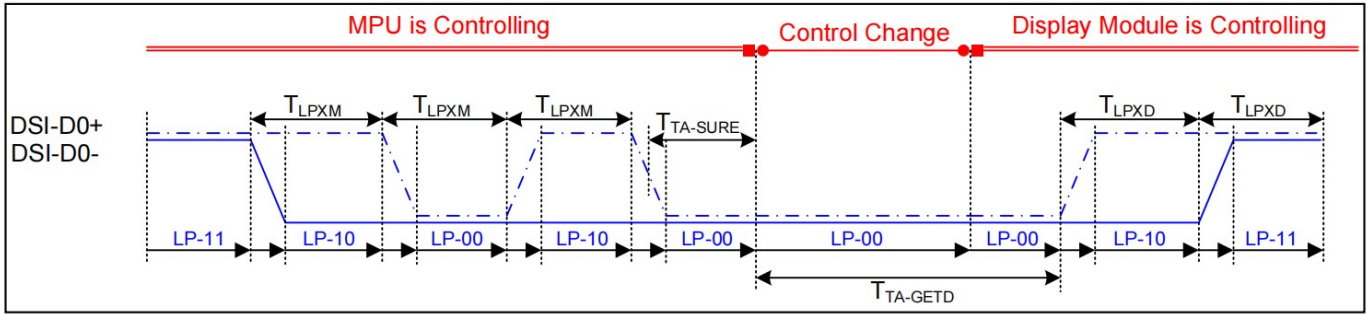 MPU is Controlling Control Change Display Module is Controlling
TLPXM TLPXM TLPXM TTA-SURE TLPXD TLPXD
DSI-D0+
DSI-D0-
LP-11 LP-10 LP-00 LP-10 LP-00 LP-00 LP-00 LP-10 LP-11
TTA-GETD